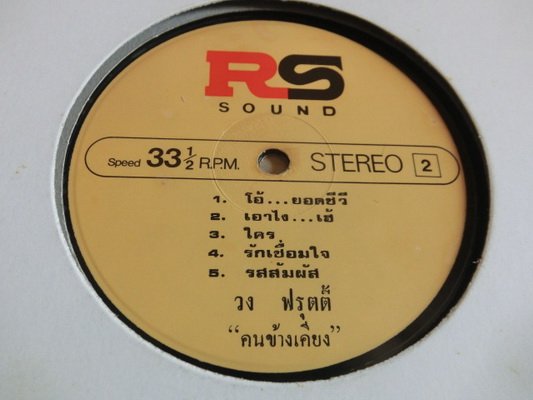 RS
SOUND
Speed 33 1/2 R.P.M. STEREO 2
1. โอ้...ยอดชีวี
2. เอาไง...เฮ้
3. ใคร
4. รักเชื่อมใจ
5. รสสัมผัส
วง ฟรุตตี้
“คนข้างเคียง”